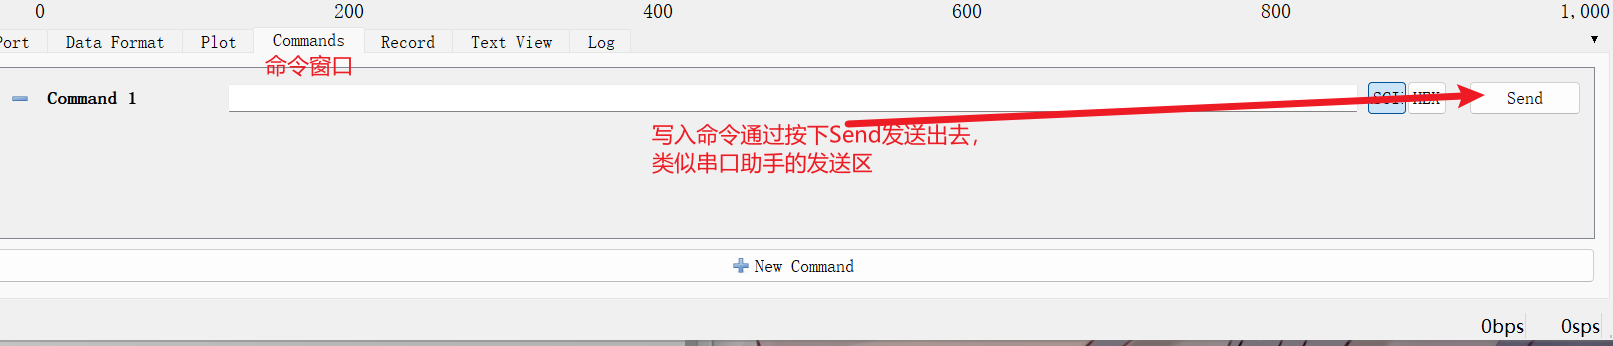 0 200 400 600 800 1,000
Port Data Format Plot Commands Record Text View Log
命令窗口
Command 1 HEX Send
写入命令通过按下Send发送出去，
类似串口助手的发送区
New Command
0bps 0sps